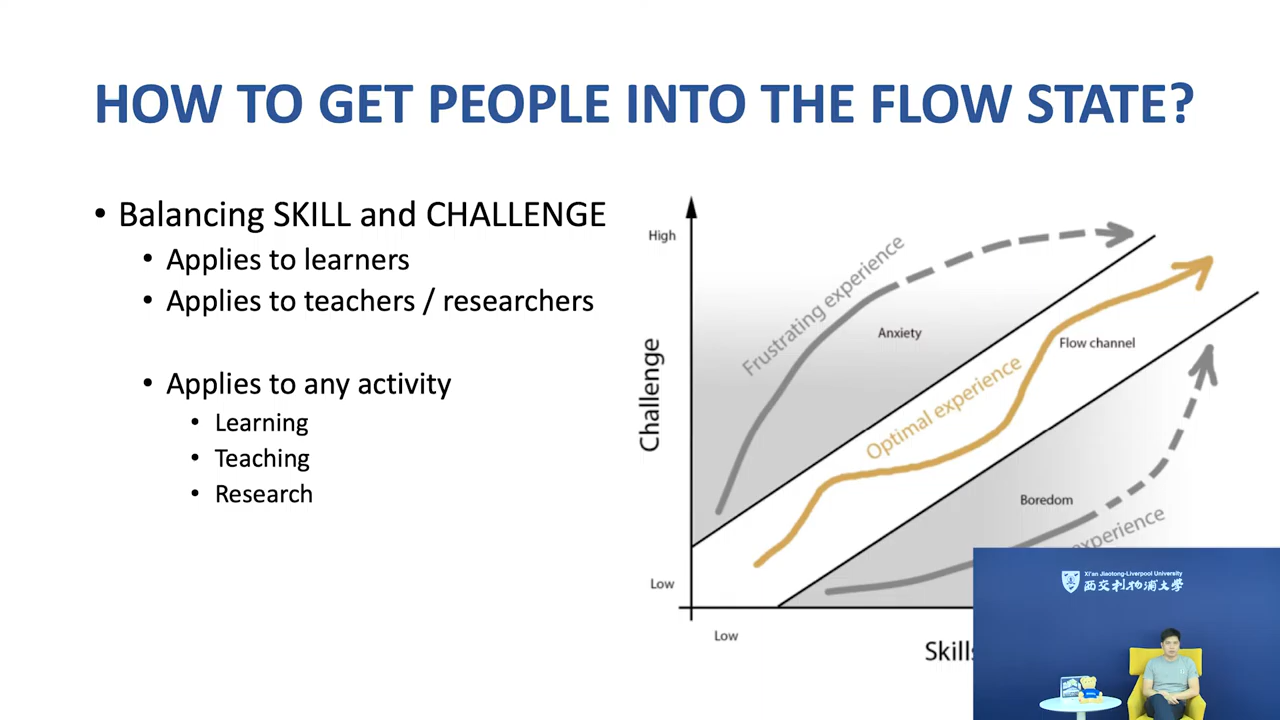 HOW TO GET PEOPLE INTO THE FLOW STATE?
• Balancing SKILL and CHALLENGE
• Applies to learners
• Applies to teachers / researchers
• Applies to any activity
• Learning
• Teaching
• Research
High
Challenge
Low
Low
Skills
Frustrating experience
Anxiety
Optimal experience
Flow channel
Boredom
experience
Xi'an Jiaotong-Liverpool University
西交利物浦大學